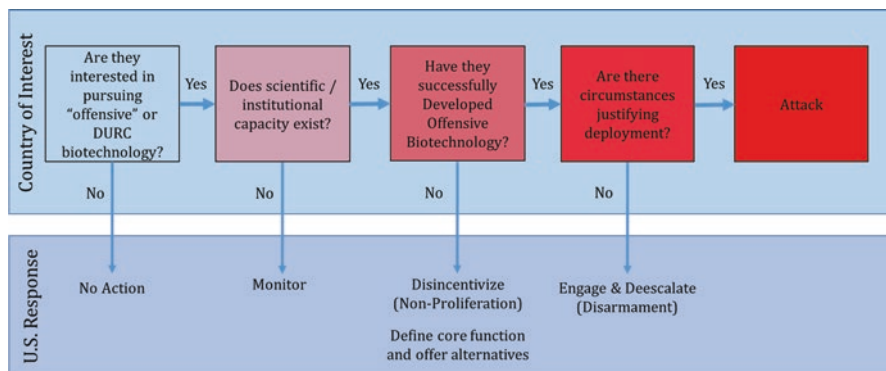 Country of Interest
Are they
interested in
pursuing
“offensive” or
DURC
biotechnology?
Yes
Does scientific /
institutional
capacity exist?
Yes
Have they
successfully
Developed
Offensive
Biotechnology?
Yes
Are there
circumstances
justifying
deployment?
Yes
Attack
No
No
No
No
U.S. Response
No Action
Monitor
Disincentivize
(Non-Proliferation)
Define core function
and offer alternatives
Engage & Deescalate
(Disarmament)